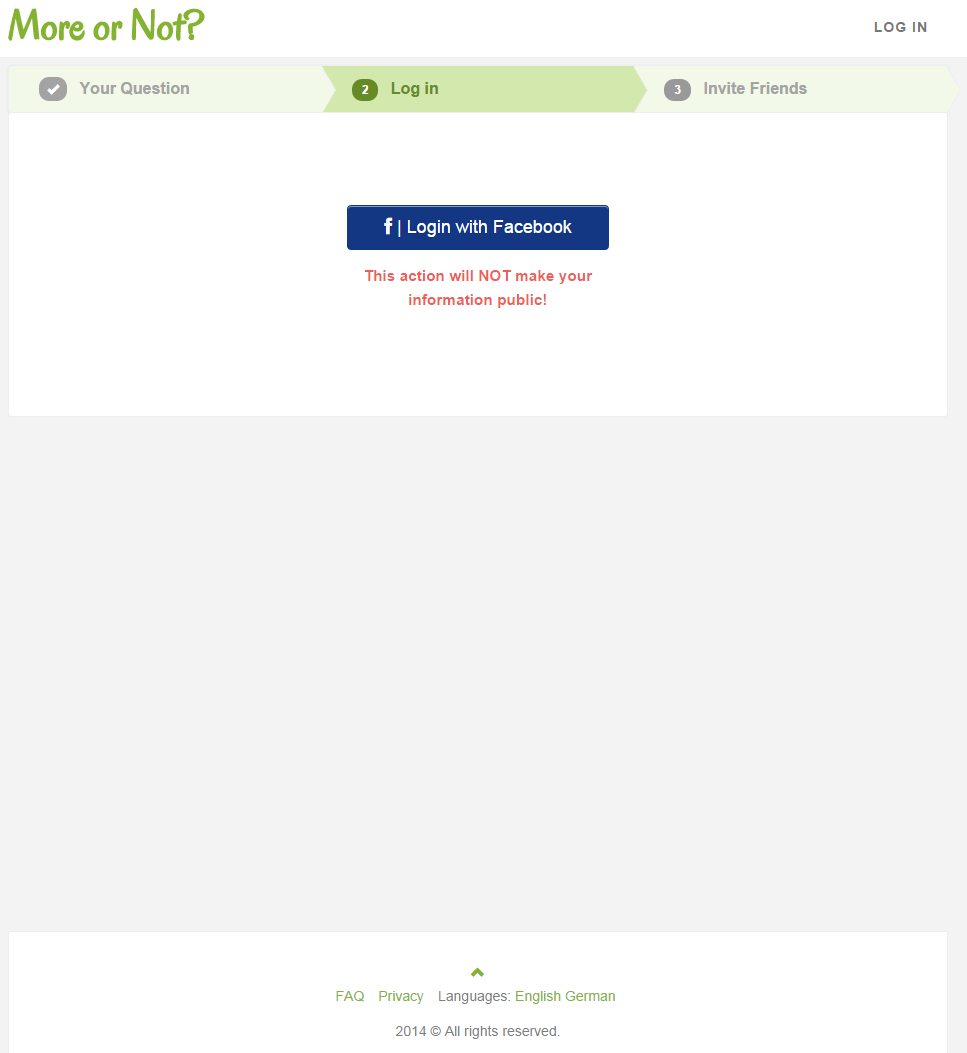 More or Not?
LOG IN
Your Question
2 Log in
3 Invite Friends
f | Login with Facebook
This action will NOT make your
information public!
FAQ Privacy Languages: English German
2014 © All rights reserved.